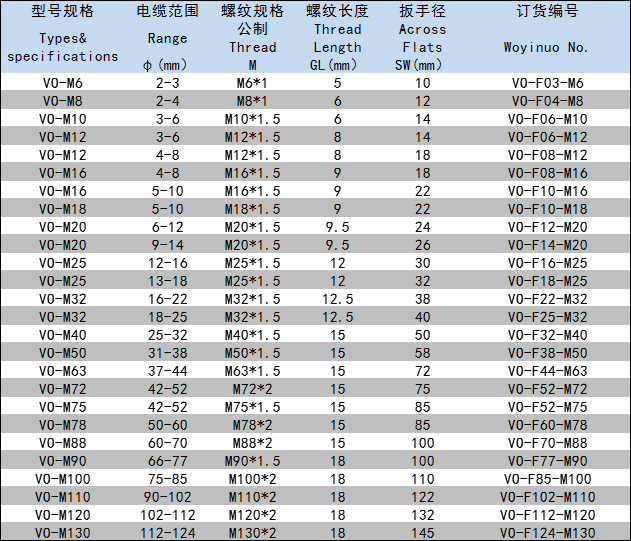 型号规格 电缆范围 螺纹规格 螺纹长度 扳手径 订货编号
公制
Types& Range Thread Thread Across Woyinuo No.
specifications Length Flats
φ (mm) M GL(mm) SW(mm)
VO-M6 2-3 M6*1 5 10 VO-F03-M6
VO-M8 2-4 M8*1 6 12 VO-F04-M8
VO-M10 3-6 M10*1.5 6 14 VO-F06-M10
VO-M12 3-6 M12*1.5 8 14 VO-F06-M12
VO-M12 4-8 M12*1.5 8 18 VO-F08-M12
VO-M16 4-8 M16*1.5 9 18 VO-F08-M16
VO-M16 5-10 M16*1.5 9 22 VO-F10-M16
VO-M18 5-10 M18*1.5 9 22 VO-F10-M18
VO-M20 6-12 M20*1.5 9.5 24 VO-F12-M20
VO-M20 9-14 M20*1.5 9.5 26 VO-F14-M20
VO-M25 12-16 M25*1.5 12 30 VO-F16-M25
VO-M25 13-18 M25*1.5 12 32 VO-F18-M25
VO-M32 16-22 M32*1.5 12.5 38 VO-F22-M32
VO-M32 18-25 M32*1.5 12.5 40 VO-F25-M32
VO-M40 25-32 M40*1.5 15 50 VO-F32-M40
VO-M50 31-38 M50*1.5 15 58 VO-F38-M50
VO-M63 37-44 M63*1.5 15 72 VO-F44-M63
VO-M72 42-52 M72*2 15 75 VO-F52-M72
VO-M75 42-52 M75*1.5 15 85 VO-F52-M75
VO-M78 50-60 M78*2 15 85 VO-F60-M78
VO-M88 60-70 M88*2 15 100 VO-F70-M88
VO-M90 66-77 M90*1.5 18 100 VO-F77-M90
VO-M100 75-85 M100*2 18 110 VO-F85-M100
VO-M110 90-102 M110*2 18 122 VO-F102-M110
VO-M120 102-112 M120*2 18 132 VO-F112-M120
VO-M130 112-124 M130*2 18 145 VO-F124-M130